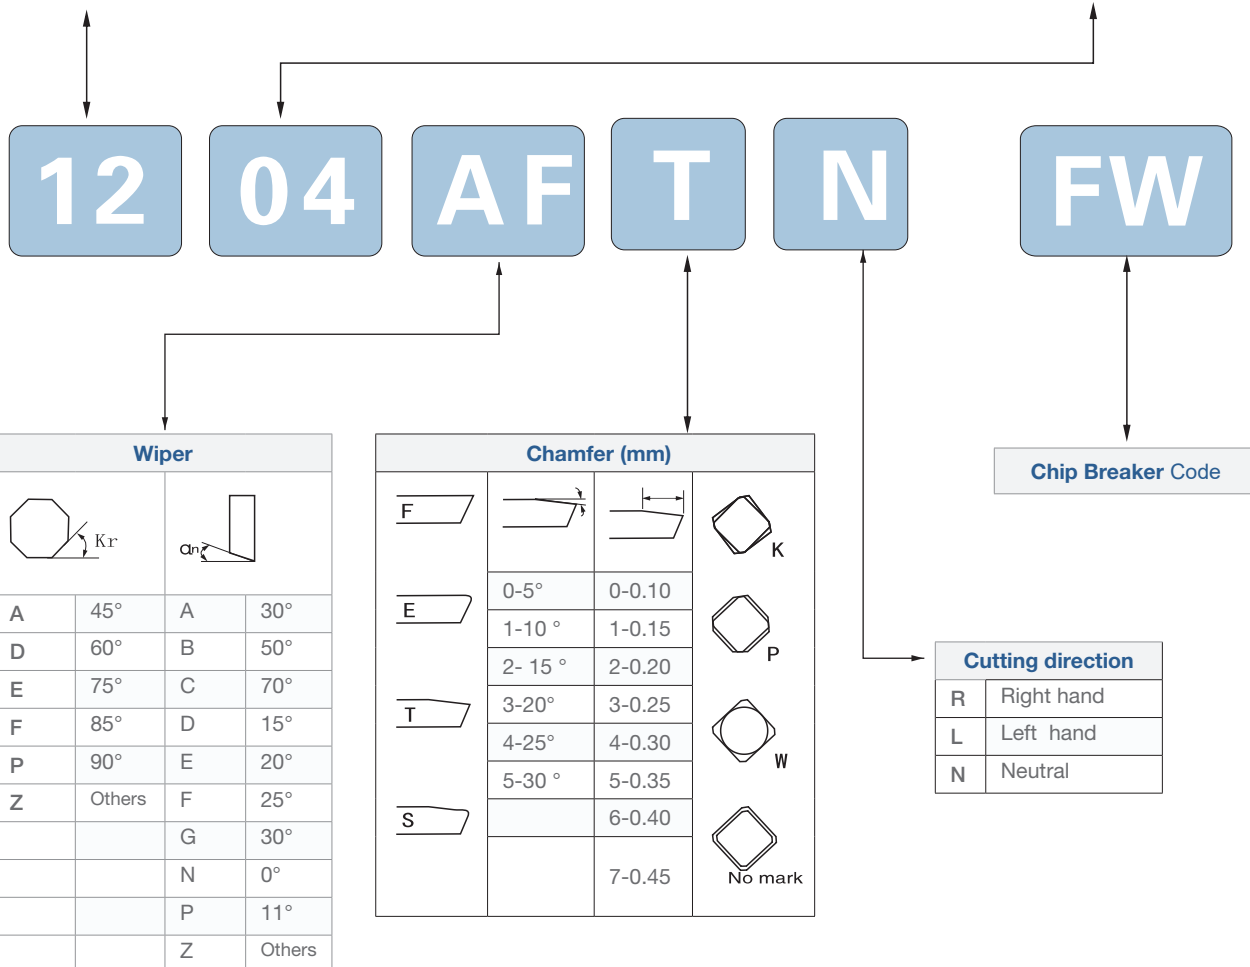 12 04 AF T N FW
Wiper
Kr
αn
A 45° A 30°
D 60° B 50°
E 75° C 70°
F 85° D 15°
P 90° E 20°
Z Others F 25°
G 30°
N 0°
P 11°
Z Others
Chamfer (mm)
F
K
E
0-5° 0-0.10
1-10 ° 1-0.15
P
2- 15 ° 2-0.20
T
3-20° 3-0.25
4-25° 4-0.30
W
5-30 ° 5-0.35
S
6-0.40
7-0.45
No mark
Chip Breaker Code
Cutting direction
R Right hand
L Left hand
N Neutral